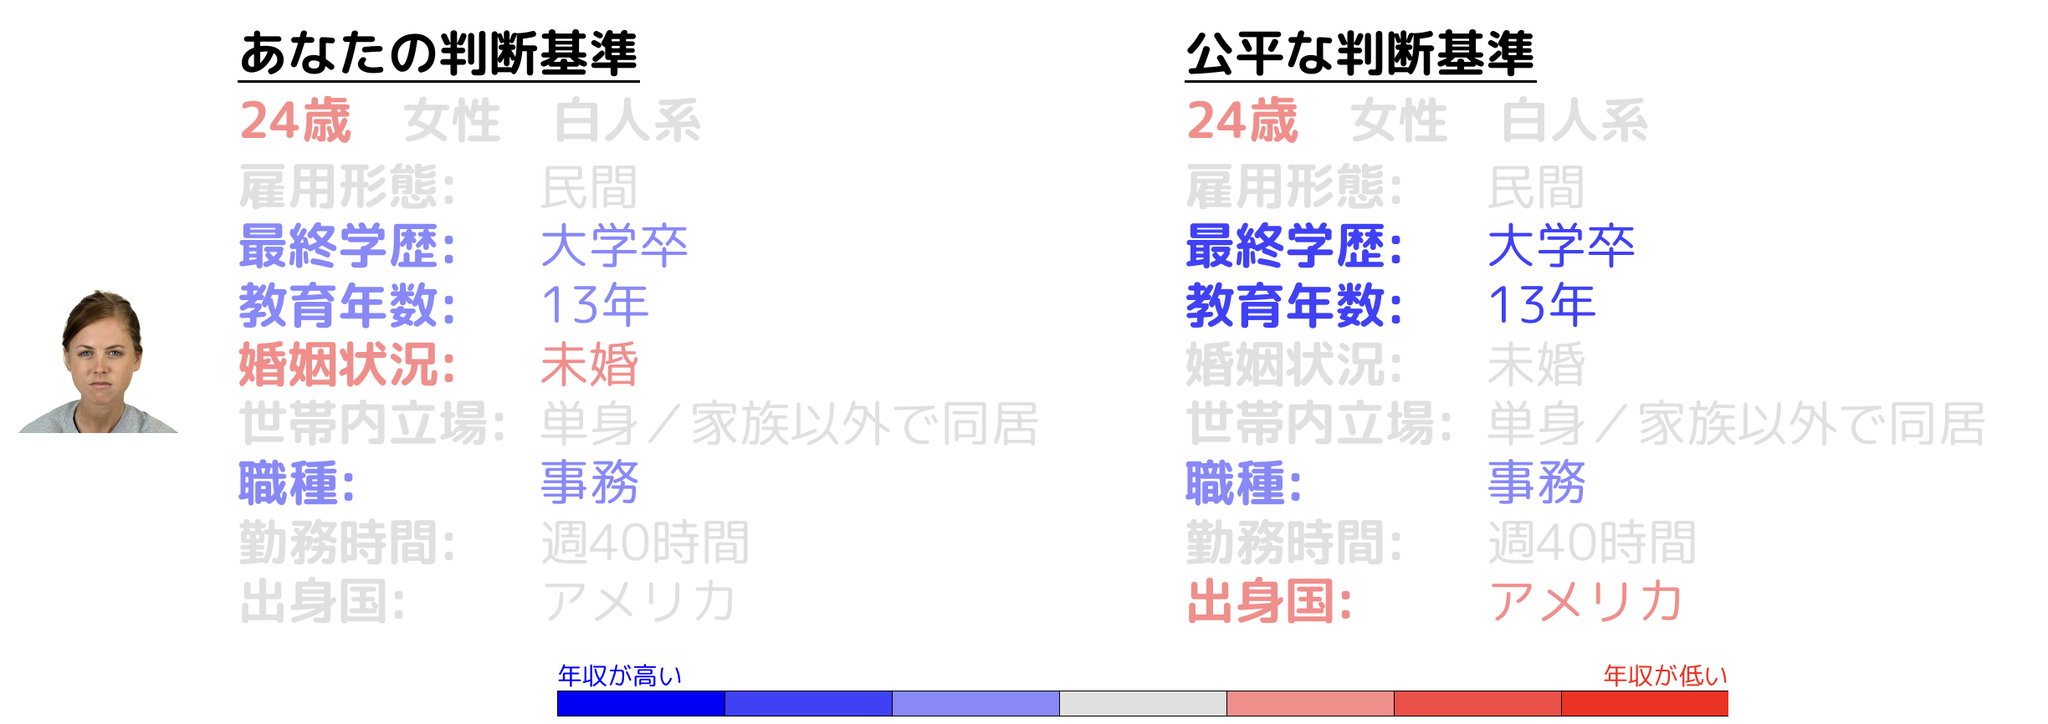 あなたの判断基準
24歳 女性 白人系
雇用形態: 民間
最終学歴: 大学卒
教育年数: 13年
婚姻状況: 未婚
世帯内立場: 単身／家族以外で同居
職種: 事務
勤務時間: 週40時間
出身国: アメリカ
公平な判断基準
24歳 女性 白人系
雇用形態: 民間
最終学歴: 大学卒
教育年数: 13年
婚姻状況: 未婚
世帯内立場: 単身／家族以外で同居
職種: 事務
勤務時間: 週40時間
出身国: アメリカ
年収が高い 年収が低い